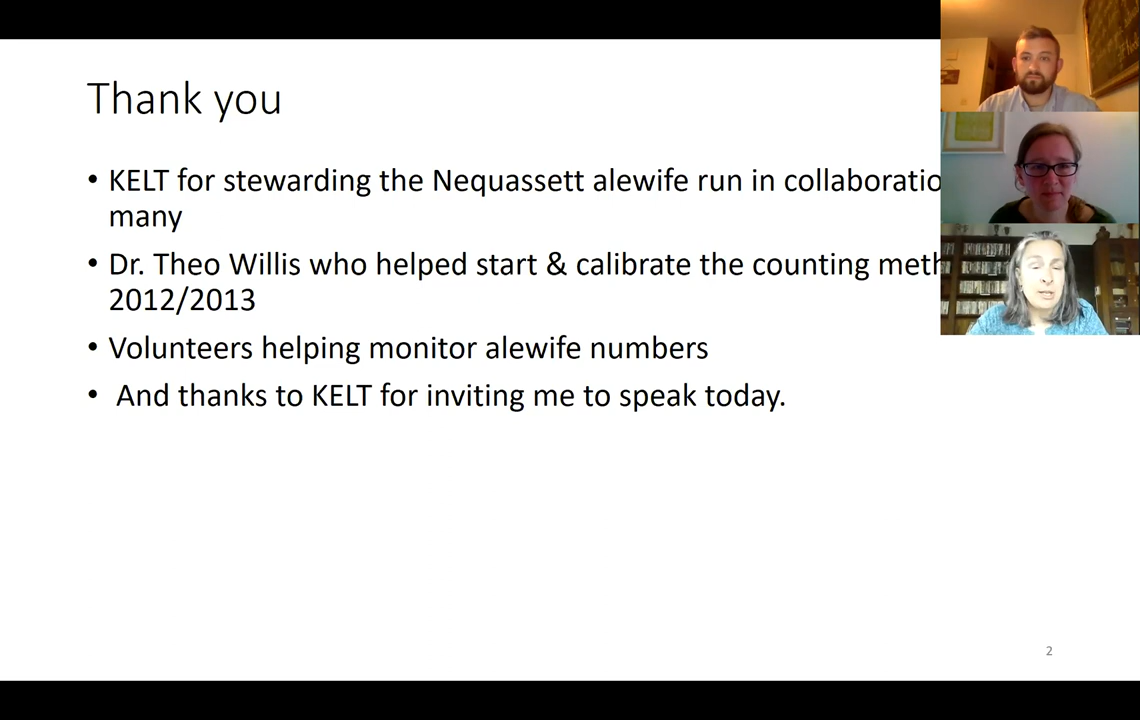 Thank you
• KELT for stewarding the Nequassett alewife run in
many
• Dr. Theo Willis who helped start & calibrate the counting
2012/2013
• Volunteers helping monitor alewife numbers
• And thanks to KELT for inviting me to speak today.
2